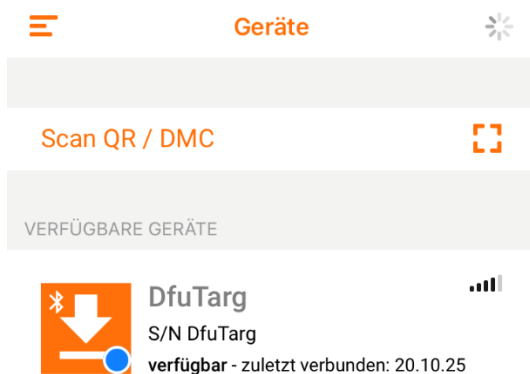 Geräte
Scan QR / DMC
VERFÜGBARE GERÄTE
DfuTarg
S/N DfuTarg
verfügbar - zuletzt verbunden: 20.10.25